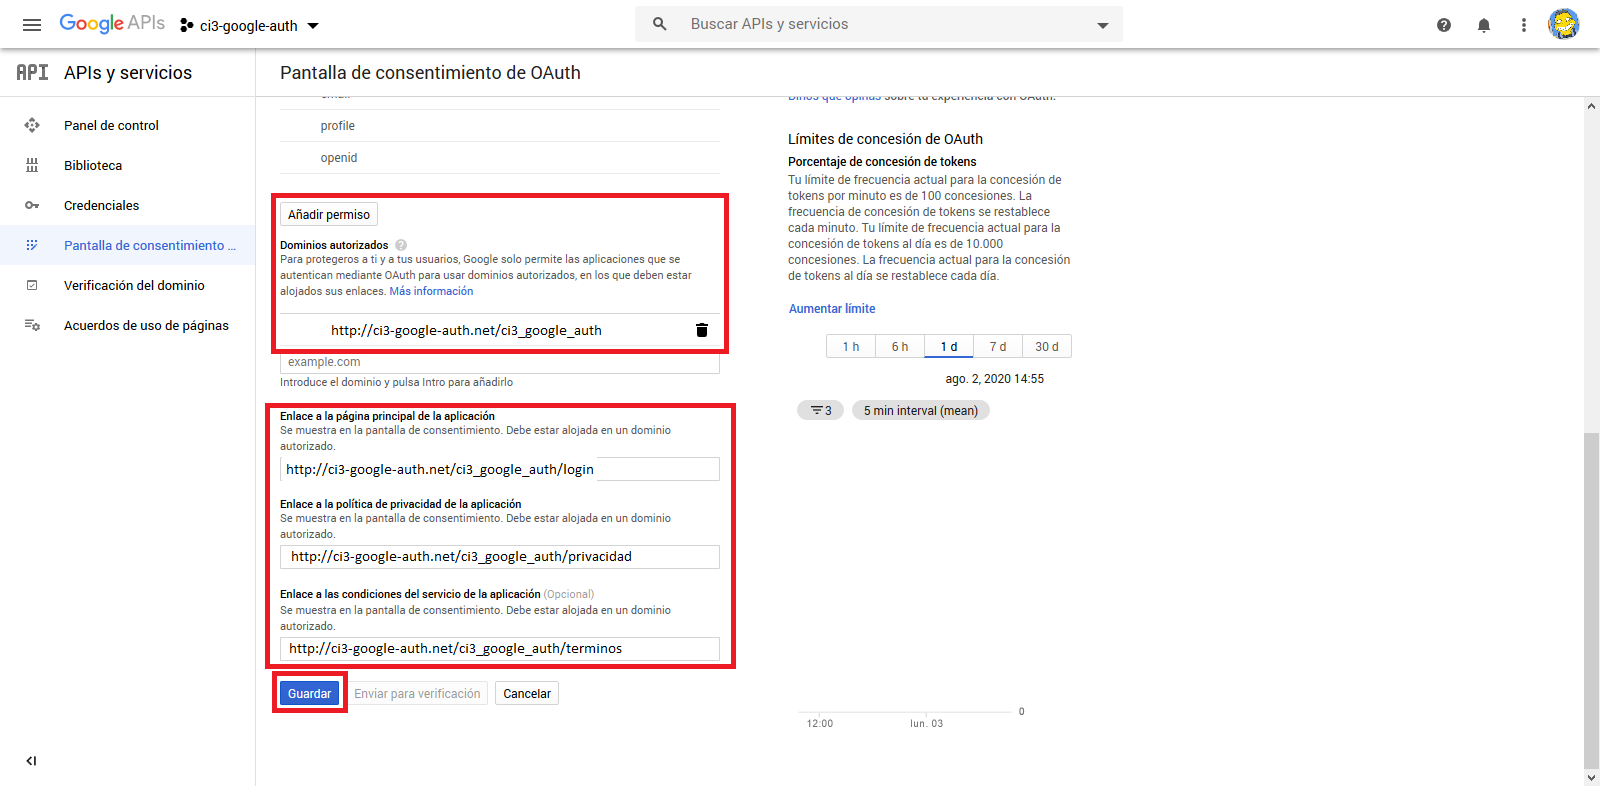 Google APIs
ci3-google-auth
Buscar APIs y servicios
API APIs y servicios
Pantalla de consentimiento de OAuth
Panel de control
Biblioteca
Credenciales
Pantalla de consentimiento ...
Verificación del dominio
Acuerdos de uso de páginas
email
profile
openid
Añadir permiso
Dominios autorizados
Para protegeros a ti y a tus usuarios, Google solo permite las aplicaciones que se
autentican mediante OAuth para usar dominios autorizados, en los que deben estar
alojados sus enlaces. Más información
http://ci3-google-auth.net/ci3_google_auth
example.com
Introduce el dominio y pulsa Intro para añadirlo
Enlace a la página principal de la aplicación
Se muestra en la pantalla de consentimiento. Debe estar alojada en un dominio
autorizado.
http://ci3-google-auth.net/ci3_google_auth/login
Enlace a la política de privacidad de la aplicación
Se muestra en la pantalla de consentimiento. Debe estar alojada en un dominio
autorizado.
http://ci3-google-auth.net/ci3_google_auth/privacidad
Enlace a las condiciones del servicio de la aplicación (Opcional)
Se muestra en la pantalla de consentimiento. Debe estar alojada en un dominio
autorizado.
http://ci3-google-auth.net/ci3_google_auth/terminos
Guardar
Enviar para verificación
Cancelar
Dinos qué opinas sobre tu experiencia con OAuth.
Límites de concesión de OAuth
Porcentaje de concesión de tokens
Tu límite de frecuencia actual para la concesión de
tokens por minuto es de 100 concesiones. La
frecuencia de concesión de tokens se restablece
cada minuto. Tu límite de frecuencia actual para la
concesión de tokens al día es de 10.000
concesiones. La frecuencia actual para la concesión
de tokens al día se restablece cada día.
Aumentar límite
1 h
6 h
1 d
7 d
30 d
ago. 2, 2020 14:55
3
5 min interval (mean)
0
12:00
lun. 03